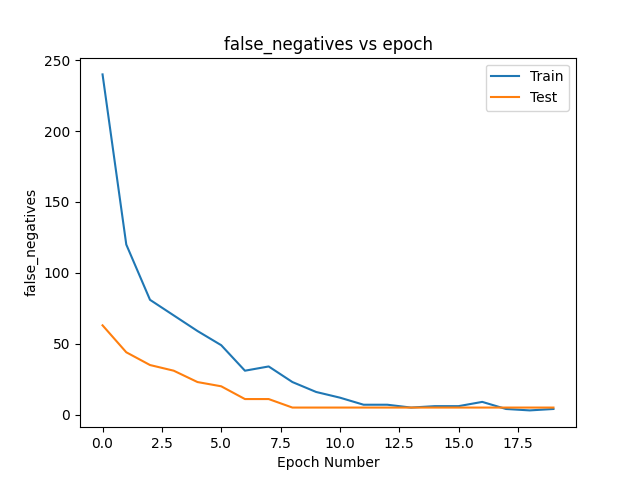 false_negatives vs epoch
Train
Test
false_negatives
250
200
150
100
50
0
0.0 2.5 5.0 7.5 10.0 12.5 15.0 17.5
Epoch Number